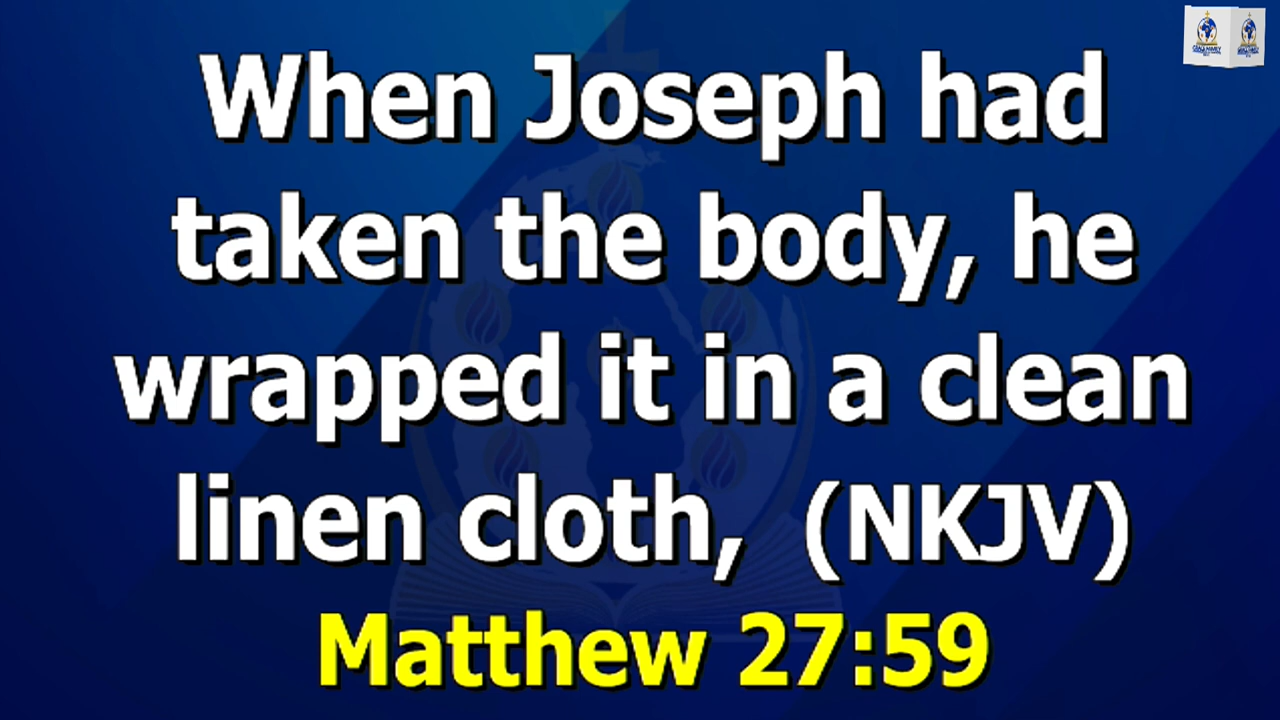 When Joseph had
taken the body, he
wrapped it in a clean
linen cloth, (NKJV)
Matthew 27:59